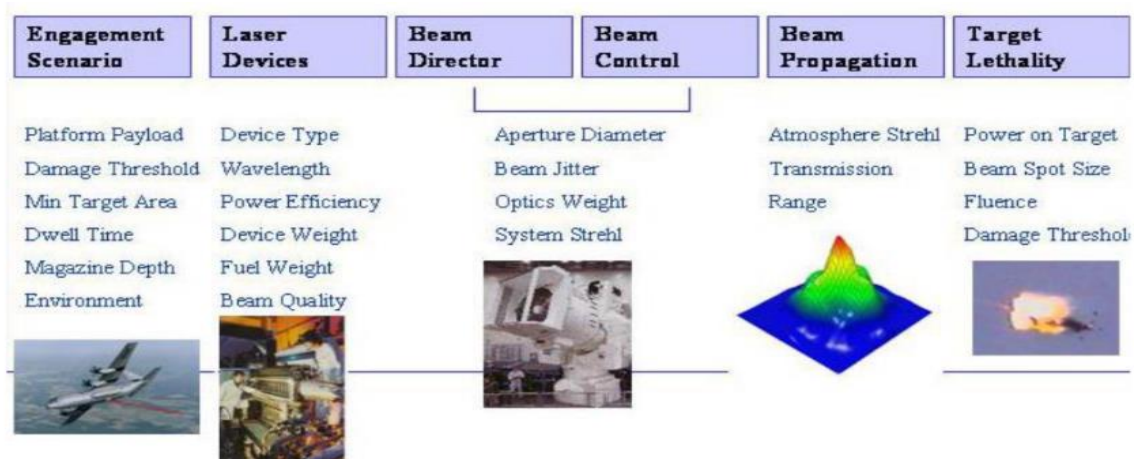 Engagement
Scenario
Laser
Devices
Beam
Director
Beam
Control
Beam
Propagation
Target
Lethality
Platform Payload
Damage Threshold
Min Target Area
Dwell Time
Magazine Depth
Environment
Device Type
Wavelength
Power Efficiency
Device Weight
Fuel Weight
Beam Quality
Aperture Diameter
Beam Jitter
Optics Weight
System Strehl
Atmosphere Strehl
Transmission
Range
Power on Target
Beam Spot Size
Fluence
Damage Threshol